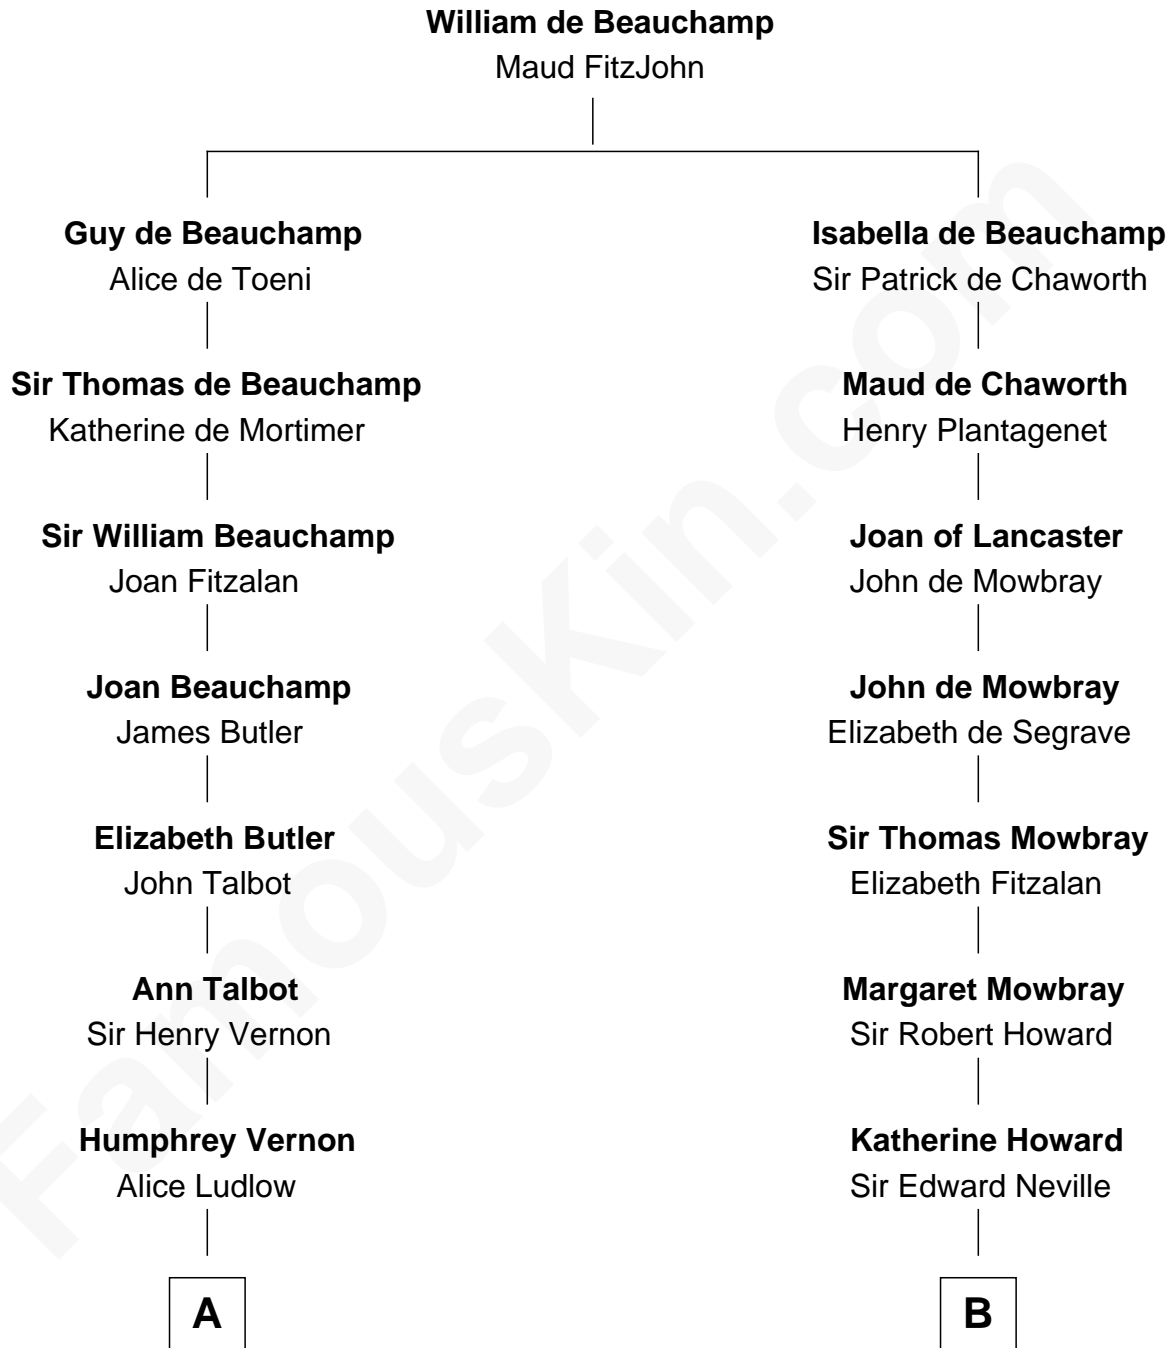 William de Beauchamp
Maud FitzJohn
Guy de Beauchamp
Alice de Toeni
Isabella de Beauchamp
Sir Patrick de Chaworth
Sir Thomas de Beauchamp
Katherine de Mortimer
Maud de Chaworth
Henry Plantagenet
Sir William Beauchamp
Joan Fitzalan
Joan of Lancaster
John de Mowbray
Joan Beauchamp
James Butler
John de Mowbray
Elizabeth de Segrave
Elizabeth Butler
John Talbot
Sir Thomas Mowbray
Elizabeth Fitzalan
Ann Talbot
Sir Henry Vernon
Margaret Mowbray
Sir Robert Howard
Humphrey Vernon
Alice Ludlow
Katherine Howard
Sir Edward Neville
A
B
FamousKin.com